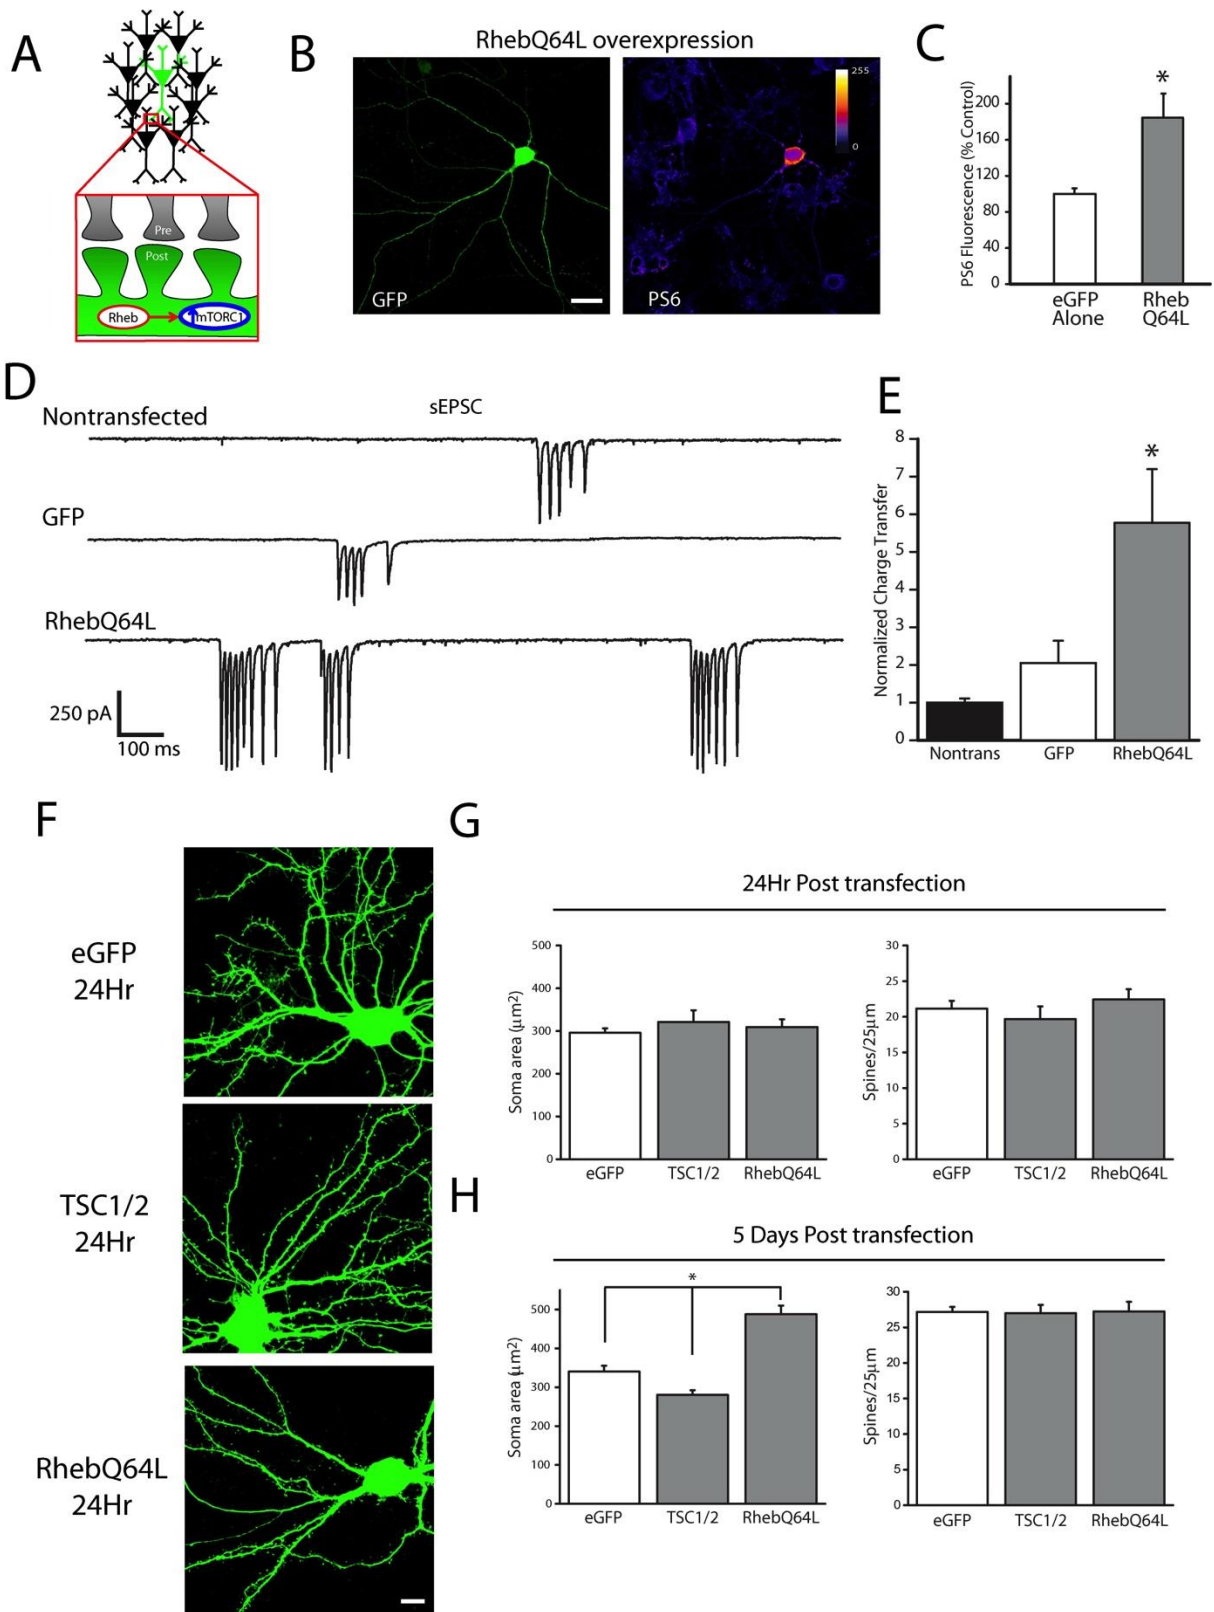 A
Pre
Post
Rheb
mTORC1
B
RhebQ64L overexpression
GFP
255
0
PS6
C
*
PS6 Fluorescence (% Control)
200
160
120
80
40
0
eGFP
Alone
Rheb
Q64L
D
Nontransfected
sEPSC
GFP
RhebQ64L
250 pA
100 ms
E
*
Normalized Charge Transfer
8
7
6
5
4
3
2
1
0
Nontrans
GFP
RhebQ64L
F
eGFP
24Hr
TSC1/2
24Hr
RhebQ64L
24Hr
G
24Hr Post transfection
Soma area (μm²)
500
400
300
200
100
0
eGFP
TSC1/2
RhebQ64L
Spines/25μm
30
25
20
15
10
5
0
eGFP
TSC1/2
RhebQ64L
H
5 Days Post transfection
*
Soma area (μm²)
500
400
300
200
100
0
eGFP
TSC1/2
RhebQ64L
Spines/25μm
30
25
20
15
10
5
0
eGFP
TSC1/2
RhebQ64L